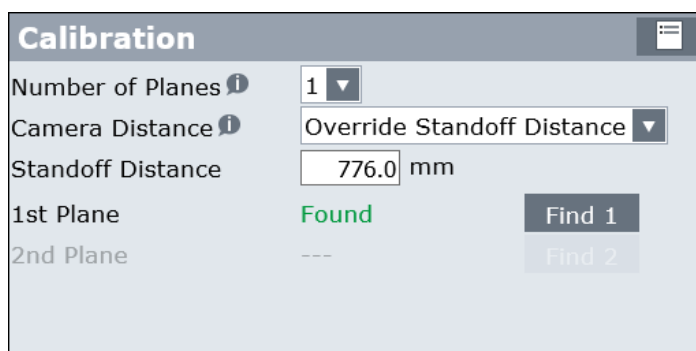 Calibration
Number of Planes 1
Camera Distance Override Standoff Distance
Standoff Distance 776.0 mm
1st Plane Found Find 1
2nd Plane --- Find 2